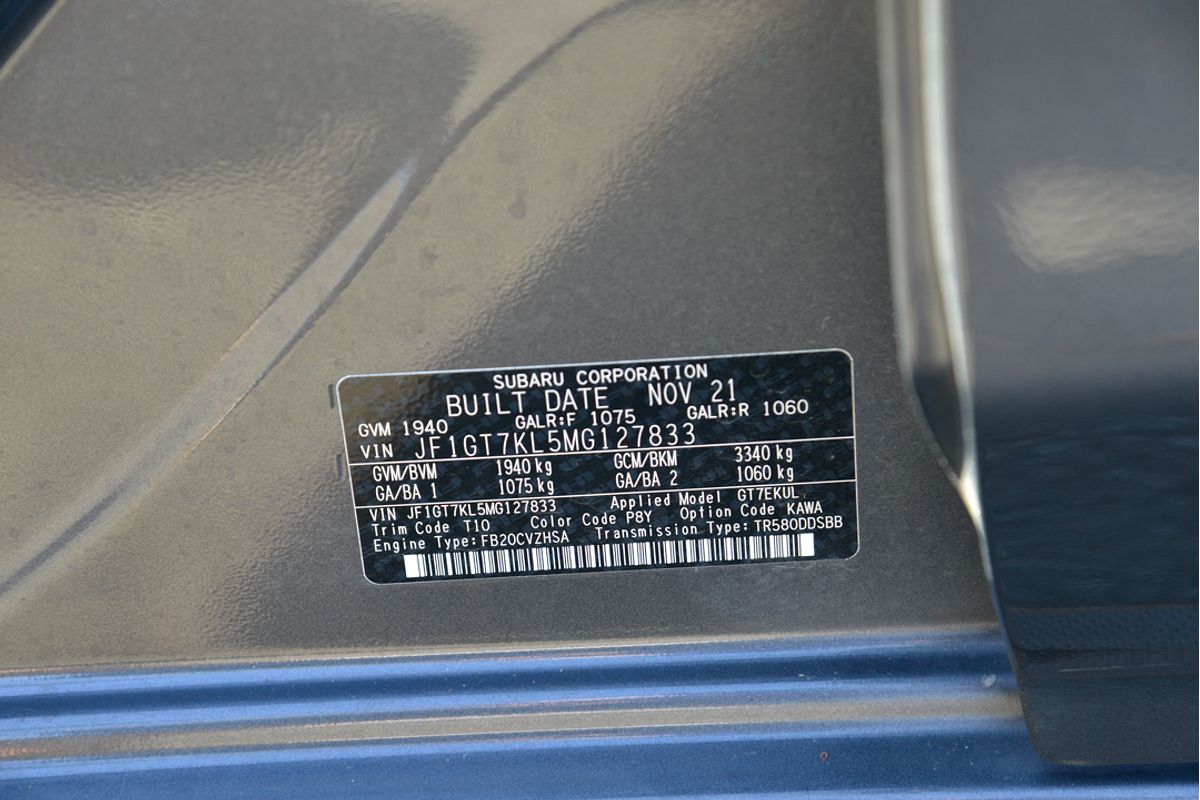 SUBARU CORPORATION
BUILT DATE NOV 21
GVM 1940 GALR:F 1075 GALR:R 1060
VIN JF1GT7KL5MG127833
GVM/BVM 1940 kg GCM/BKM 3340 kg
GA/BA 1 1075 kg GA/BA 2 1060 kg
VIN JF1GT7KL5MG127833 Applied Model GT7EKUL
Trim Code T10 Color Code P8Y Option Code KAWA
Engine Type: FB20CVZHSA Transmission Type: TR580DDSBB